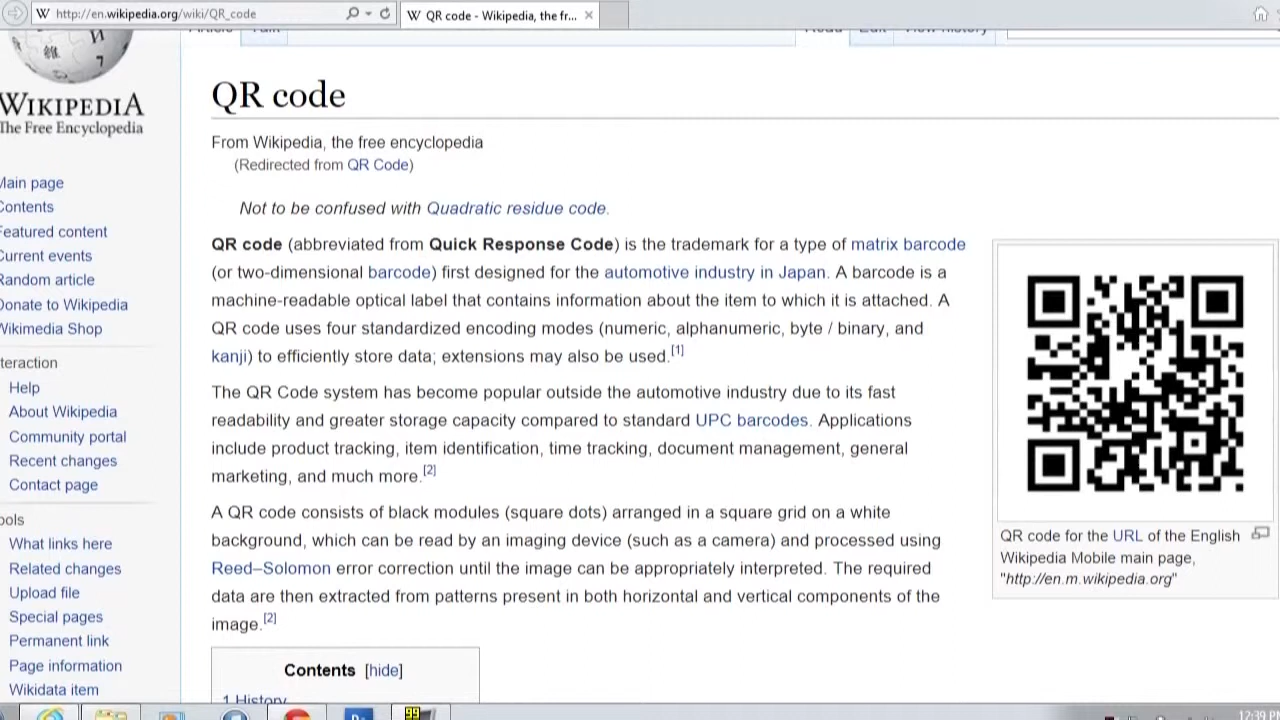 http://en.wikipedia.org/wiki/QR_code
W QR code - Wikipedia, the fr...
Read Edit View history
WIKIPEDIA
The Free Encyclopedia
Main page
Contents
Featured content
Current events
Random article
Donate to Wikipedia
Wikimedia Shop
nteraction
Help
About Wikipedia
Community portal
Recent changes
Contact page
ools
What links here
Related changes
Upload file
Special pages
Permanent link
Page information
Wikidata item
QR code
From Wikipedia, the free encyclopedia
(Redirected from QR Code)
Not to be confused with Quadratic residue code.
QR code (abbreviated from Quick Response Code) is the trademark for a type of matrix barcode
(or two-dimensional barcode) first designed for the automotive industry in Japan. A barcode is a
machine-readable optical label that contains information about the item to which it is attached. A
QR code uses four standardized encoding modes (numeric, alphanumeric, byte / binary, and
kanji) to efficiently store data; extensions may also be used.[1]
The QR Code system has become popular outside the automotive industry due to its fast
readability and greater storage capacity compared to standard UPC barcodes. Applications
include product tracking, item identification, time tracking, document management, general
marketing, and much more.[2]
A QR code consists of black modules (square dots) arranged in a square grid on a white
background, which can be read by an imaging device (such as a camera) and processed using
Reed–Solomon error correction until the image can be appropriately interpreted. The required
data are then extracted from patterns present in both horizontal and vertical components of the
image.[2]
QR code for the URL of the English
Wikipedia Mobile main page,
"http://en.m.wikipedia.org"
Contents [hide]
1 History
12:39 P